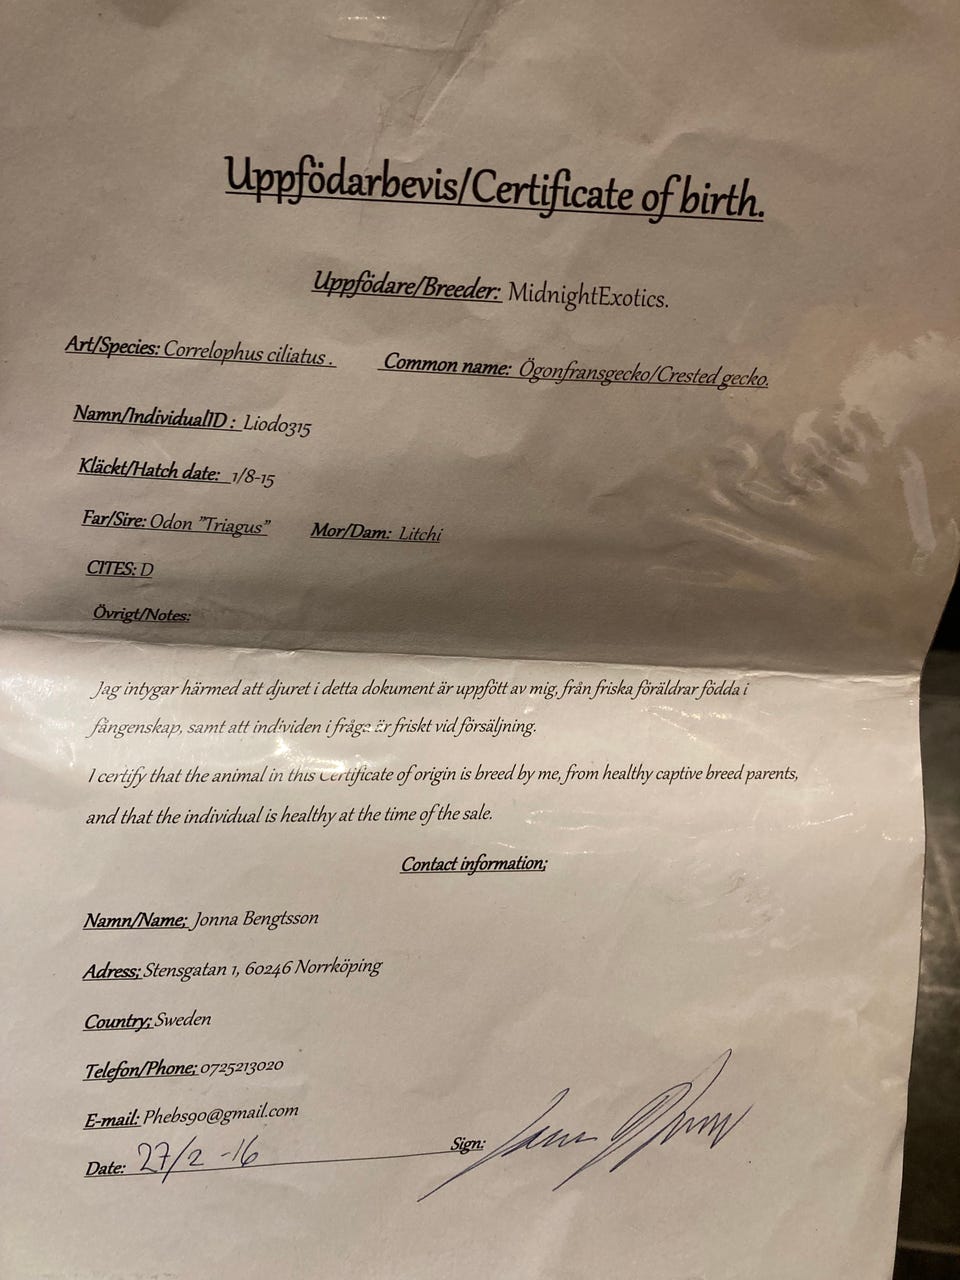 Uppfödarbevis/Certificate of birth.
Uppfödare/Breeder: MidnightExotics.
Art/Species: Correlophus ciliatus . Common name: Ögonfransgecko/Crested gecko.
Namn/IndividualID : Liod0315
Kläckt/Hatch date: 1/8-15
Far/Sire: Odon ”Triagus” Mor/Dam: Litchi
CITES: D
Övrigt/Notes:
Jag intygar härmed att djuret i detta dokument är uppfött av mig, från friska föräldrar födda i
fångenskap, samt att individen i fråga är friskt vid försäljning.
I certify that the animal in this Certificate of origin is breed by me, from healthy captive breed parents,
and that the individual is healthy at the time of the sale.
Contact information;
Namn/Name; Jonna Bengtsson
Adress; Stensgatan 1, 60246 Norrköping
Country; Sweden
Telefon/Phone; 0725213020
E-mail: Phebs90@gmail.com
Date: 27/2 -16 Sign: